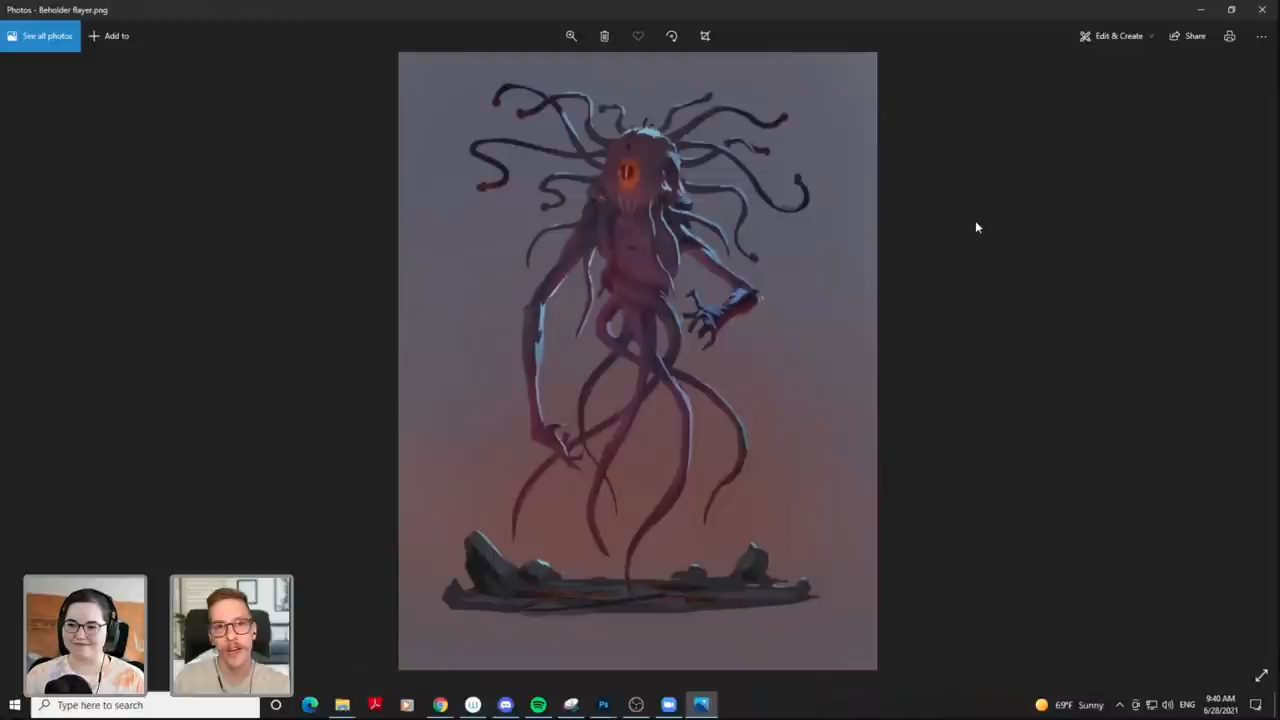 Photos - Beholder flayer.png
See all photos
Add to
Edit & Create
Share
Type here to search
69°F Sunny
ENG
9:40 AM
6/28/2021